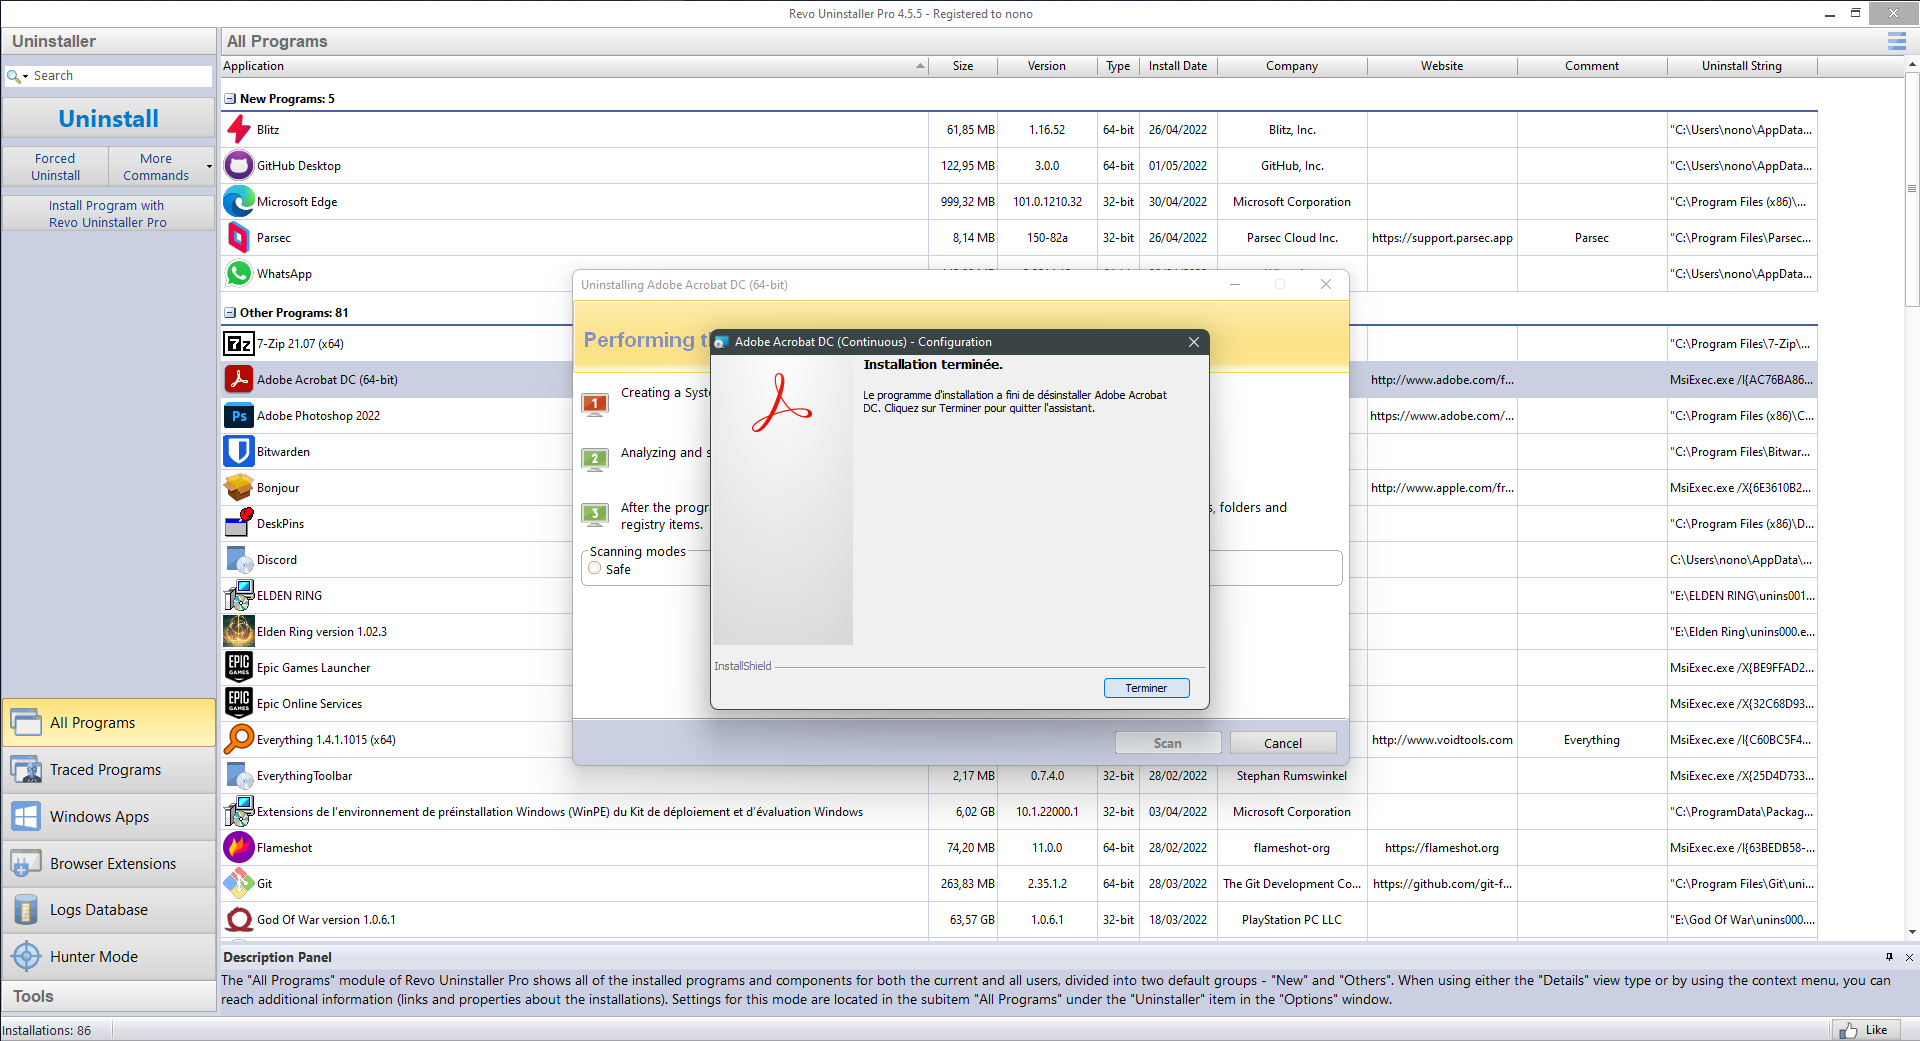 Revo Uninstaller Pro 4.5.5 - Registered to nono
Uninstaller
Search
Uninstall
Forced
Uninstall
More
Commands
Install Program with
Revo Uninstaller Pro
All Programs
Traced Programs
Windows Apps
Browser Extensions
Logs Database
Hunter Mode
Tools
All Programs
Application Size Version Type Install Date Company Website Comment Uninstall String
New Programs: 5
Blitz 61,85 MB 1.16.52 64-bit 26/04/2022 Blitz, Inc. "C:\Users\nono\AppData...
GitHub Desktop 122,95 MB 3.0.0 64-bit 01/05/2022 GitHub, Inc. "C:\Users\nono\AppData...
Microsoft Edge 999,32 MB 101.0.1210.32 32-bit 30/04/2022 Microsoft Corporation "C:\Program Files (x86)\...
Parsec 8,14 MB 150-82a 32-bit 26/04/2022 Parsec Cloud Inc. https://support.parsec.app Parsec "C:\Program Files\Parsec...
WhatsApp "C:\Users\nono\AppData...
Other Programs: 81
7z 7-Zip 21.07 (x64) "C:\Program Files\7-Zip\...
Adobe Acrobat DC (64-bit) http://www.adobe.com/f... MsiExec.exe /I{AC76BA86...
Ps Adobe Photoshop 2022 https://www.adobe.com/... "C:\Program Files (x86)\C...
Bitwarden "C:\Program Files\Bitwar...
Bonjour http://www.apple.com/fr... MsiExec.exe /X{6E3610B2...
DeskPins "C:\Program Files (x86)\D...
Discord C:\Users\nono\AppData\...
ELDEN RING "E:\ELDEN RING\unins001...
Elden Ring version 1.02.3 "E:\Elden Ring\unins000.e...
EPIC GAMES Epic Games Launcher MsiExec.exe /X{BE9FFAD2...
EPIC GAMES Epic Online Services MsiExec.exe /X{32C68D93...
Everything 1.4.1.1015 (x64) http://www.voidtools.com Everything MsiExec.exe /I{C60BC5F4...
EverythingToolbar 2,17 MB 0.7.4.0 32-bit 28/02/2022 Stephan Rumswinkel MsiExec.exe /X{25D4D733...
Extensions de l'environnement de préinstallation Windows (WinPE) du Kit de déploiement et d'évaluation Windows 6,02 GB 10.1.22000.1 32-bit 03/04/2022 Microsoft Corporation "C:\ProgramData\Packag...
Flameshot 74,20 MB 11.0.0 64-bit 28/02/2022 flameshot-org https://flameshot.org MsiExec.exe /I{63BEDB58-...
Git 263,83 MB 2.35.1.2 64-bit 28/03/2022 The Git Development Co... https://github.com/git-f... "C:\Program Files\Git\uni...
God Of War version 1.0.6.1 63,57 GB 1.0.6.1 32-bit 18/03/2022 PlayStation PC LLC "E:\God Of War\unins000....
Uninstalling Adobe Acrobat DC (64-bit)
Performing t
1 Creating a Syst
2 Analyzing and s
3 After the progr s, folders and
registry items.
Scanning modes
Safe
Scan Cancel
Adobe Acrobat DC (Continuous) - Configuration
Installation terminée.
Le programme d'installation a fini de désinstaller Adobe Acrobat
DC. Cliquez sur Terminer pour quitter l'assistant.
InstallShield
Terminer
Description Panel
The "All Programs" module of Revo Uninstaller Pro shows all of the installed programs and components for both the current and all users, divided into two default groups - "New" and "Others". When using either the "Details" view type or by using the context menu, you can
reach additional information (links and properties about the installations). Settings for this mode are located in the subitem "All Programs" under the "Uninstaller" item in the "Options" window.
Installations: 86
Like